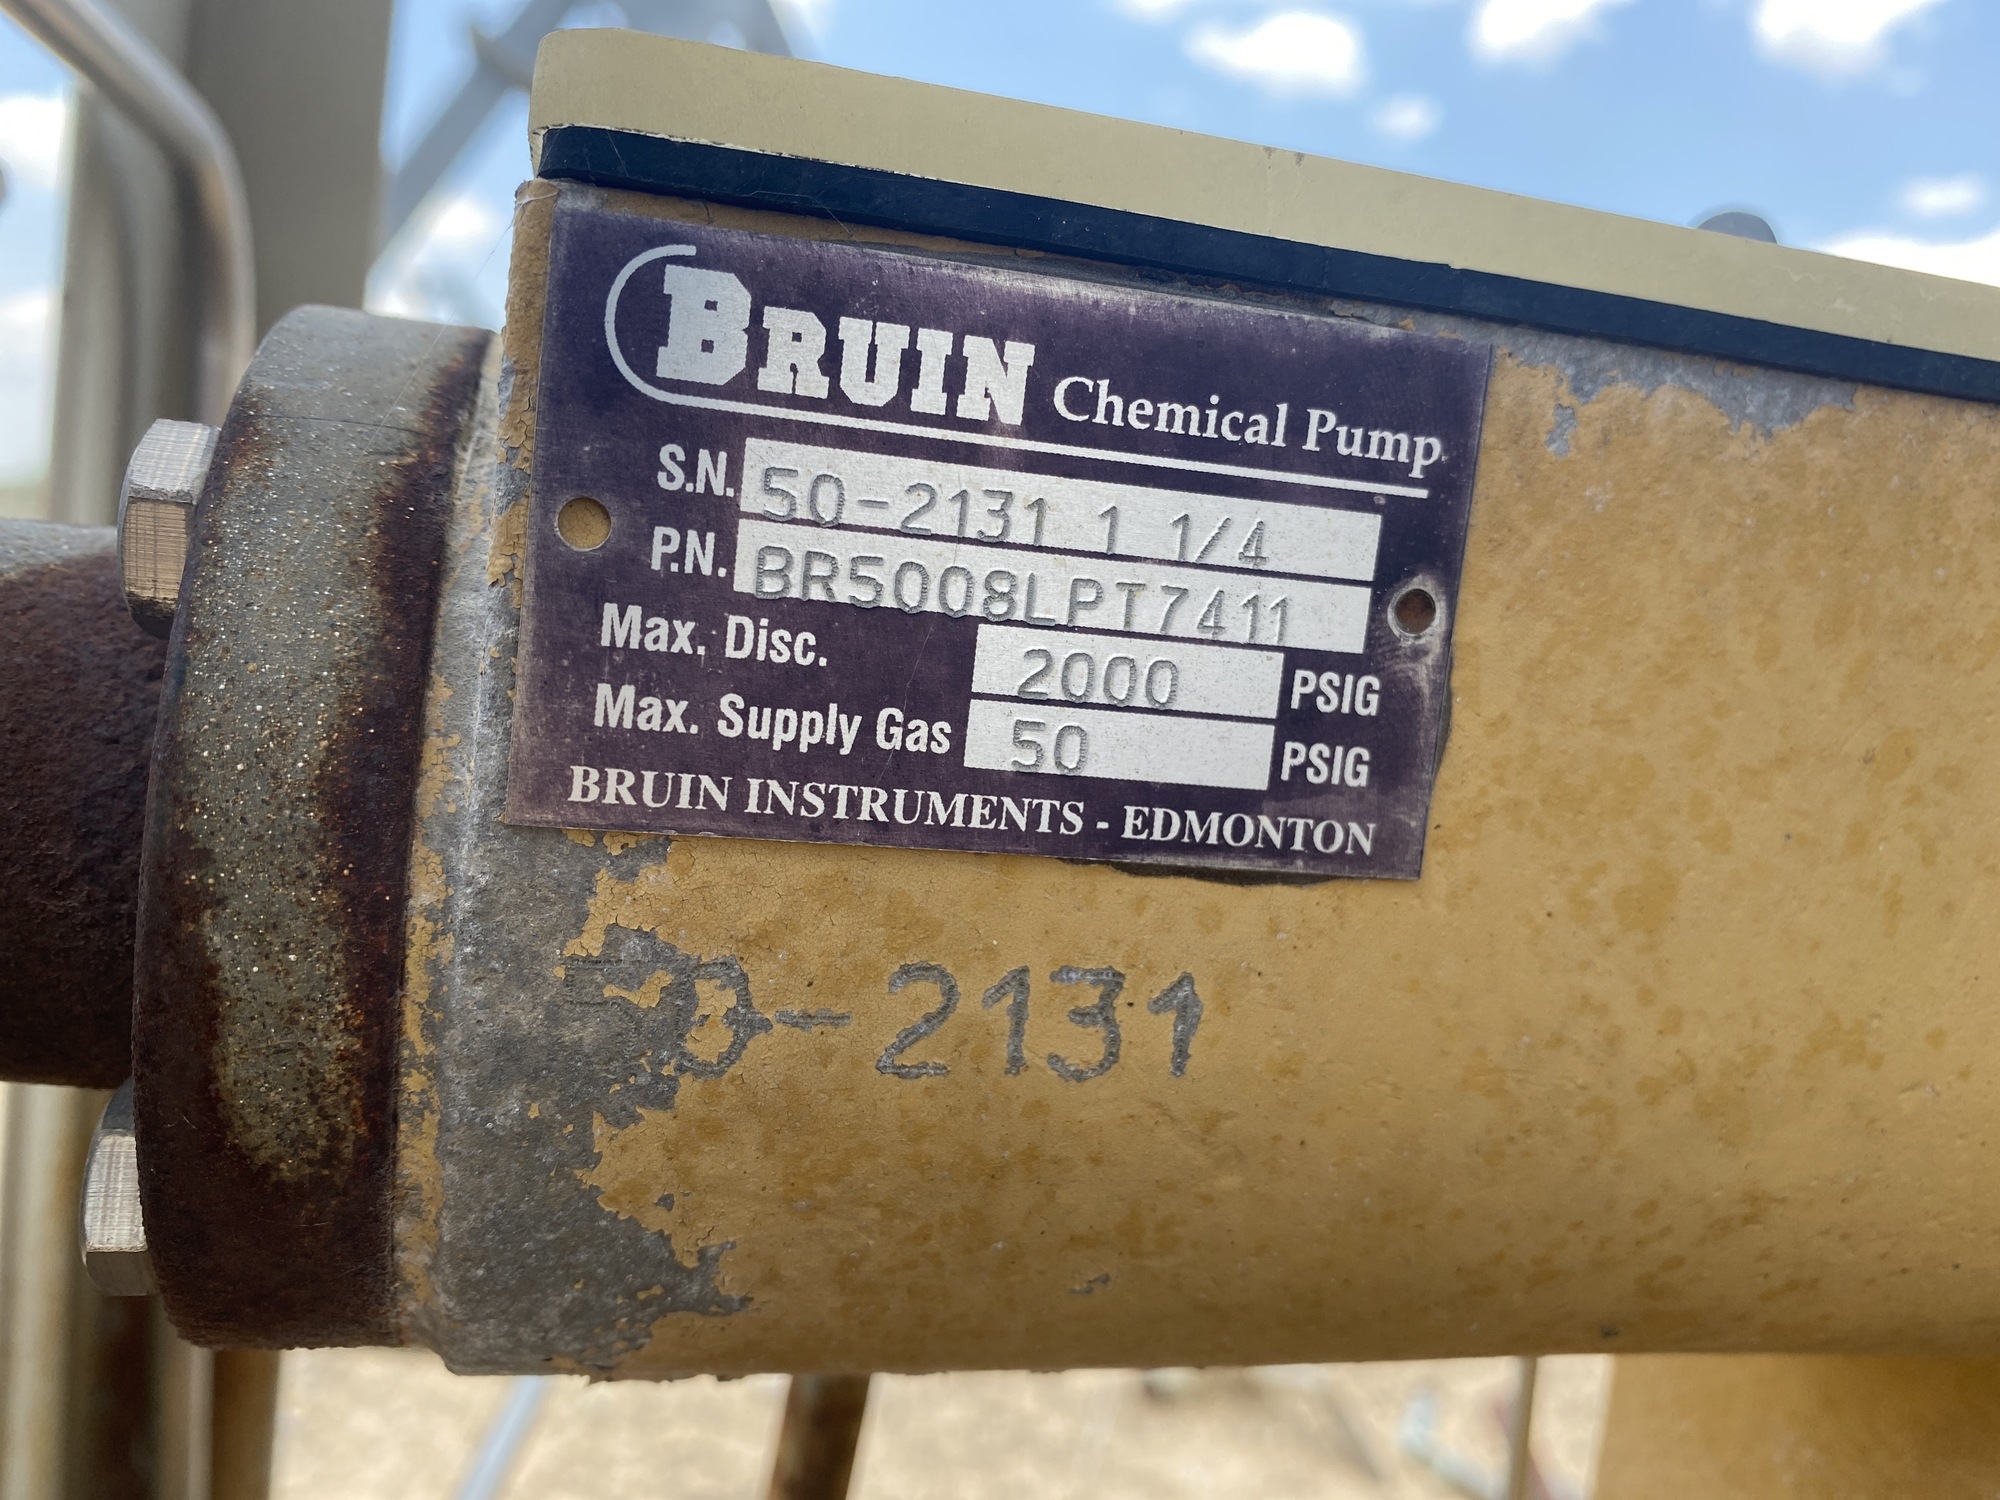 BRUIN Chemical Pump
S.N. 50-2131 1 1/4
P.N. BR5008LPT7411
Max. Disc. 2000 PSIG
Max. Supply Gas 50 PSIG
BRUIN INSTRUMENTS - EDMONTON
50-2131